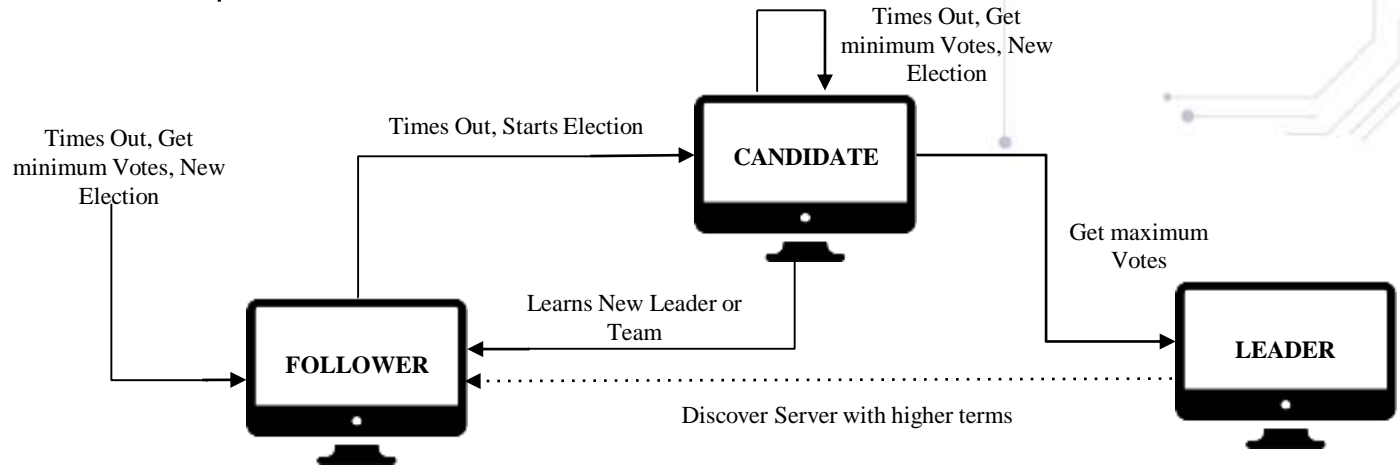 Times Out, Get
minimum Votes, New
Election
Times Out, Starts Election
CANDIDATE
Times Out, Get
minimum Votes, New
Election
Get maximum
Votes
Learns New Leader or
Team
FOLLOWER
LEADER
Discover Server with higher terms